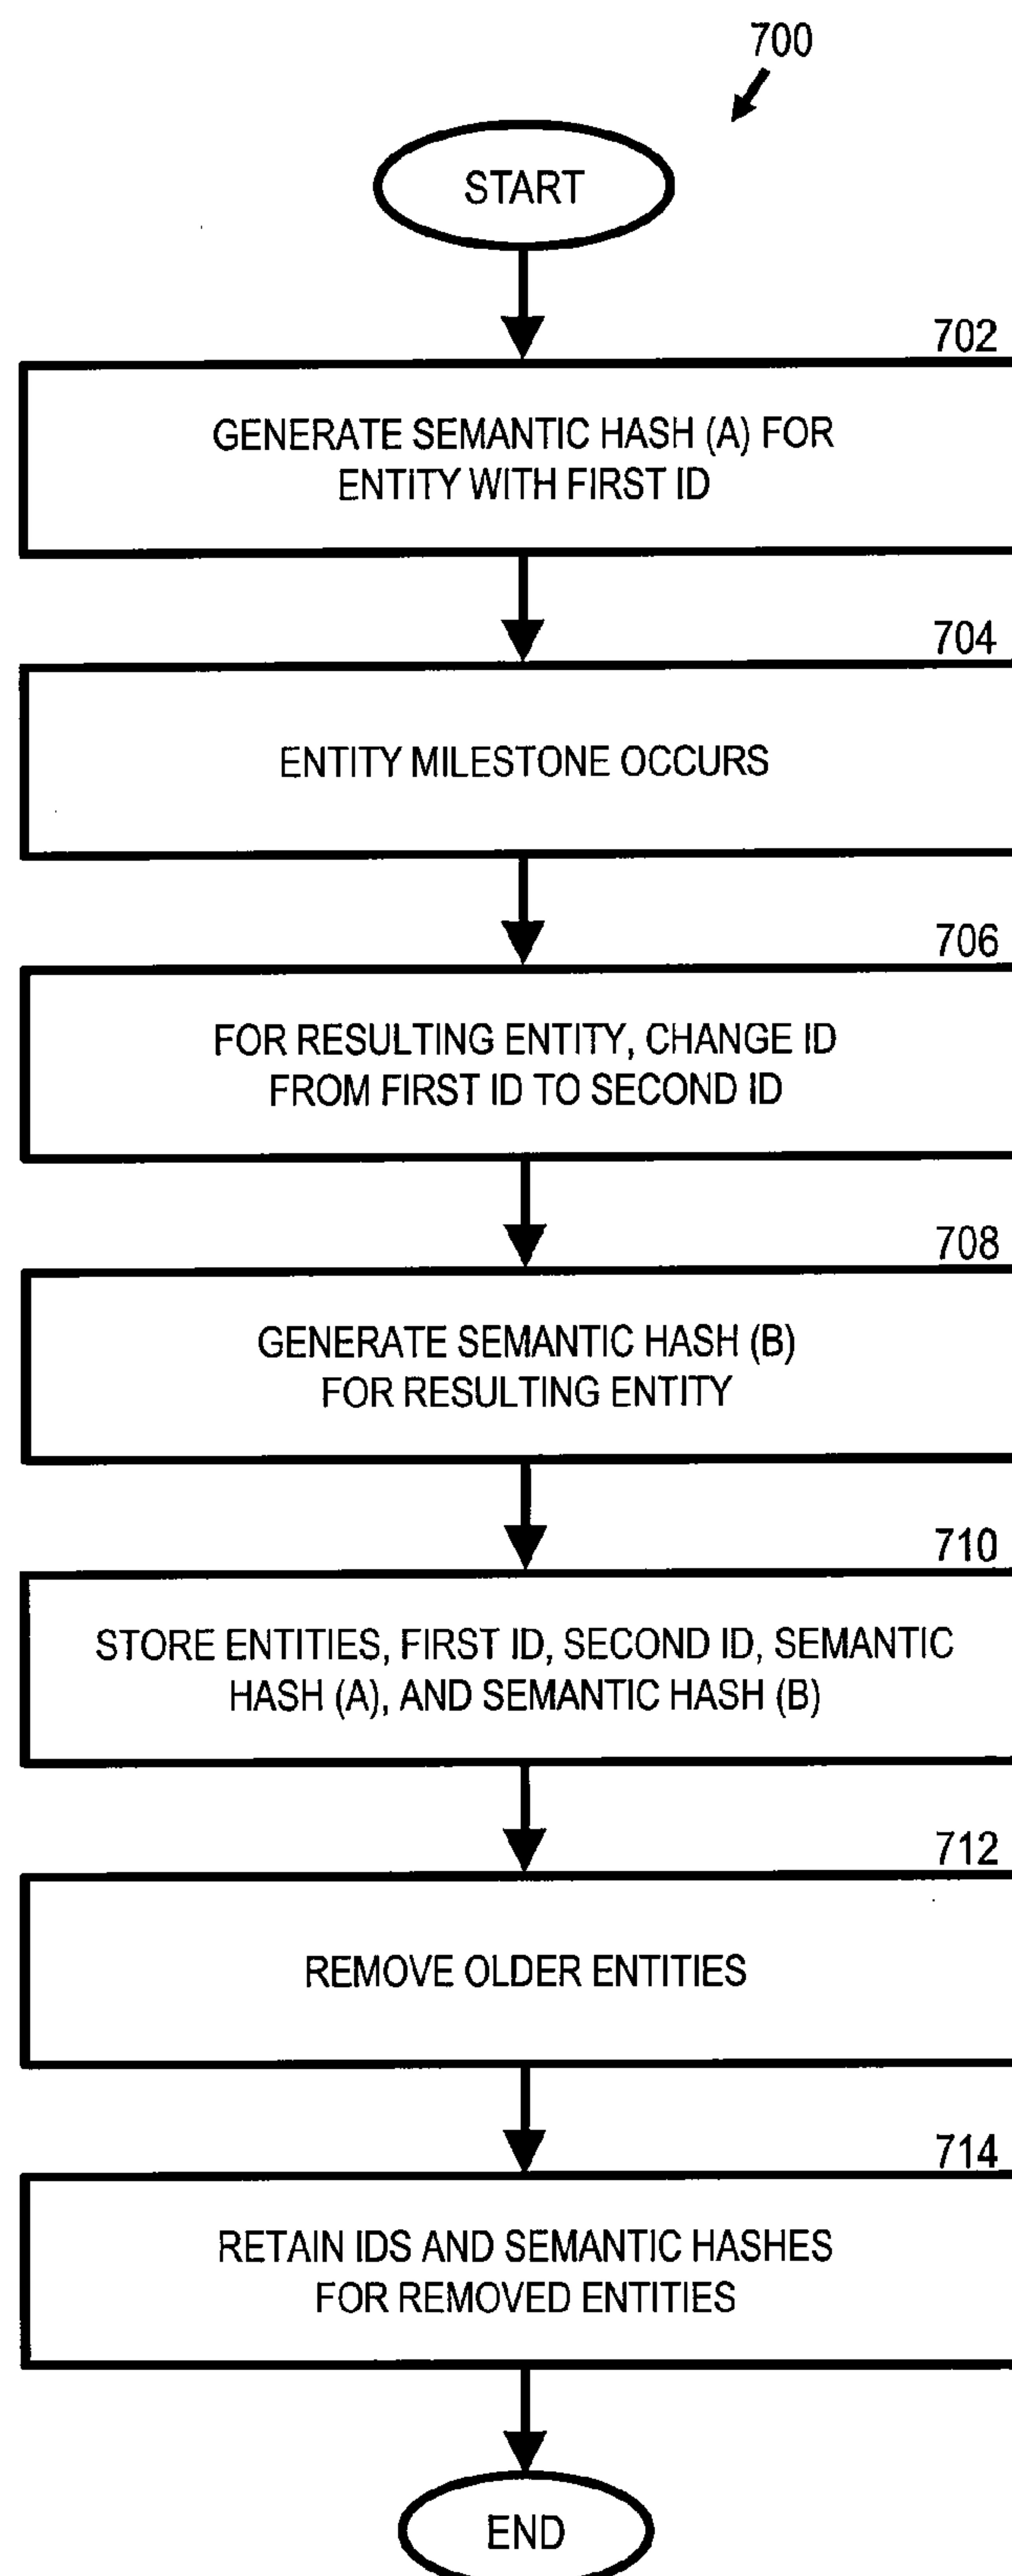 700
START
702
GENERATE SEMANTIC HASH (A) FOR
ENTITY WITH FIRST ID
704
ENTITY MILESTONE OCCURS
706
FOR RESULTING ENTITY, CHANGE ID
FROM FIRST ID TO SECOND ID
708
GENERATE SEMANTIC HASH (B)
FOR RESULTING ENTITY
710
STORE ENTITIES, FIRST ID, SECOND ID, SEMANTIC
HASH (A), AND SEMANTIC HASH (B)
712
REMOVE OLDER ENTITIES
714
RETAIN IDS AND SEMANTIC HASHES
FOR REMOVED ENTITIES
END